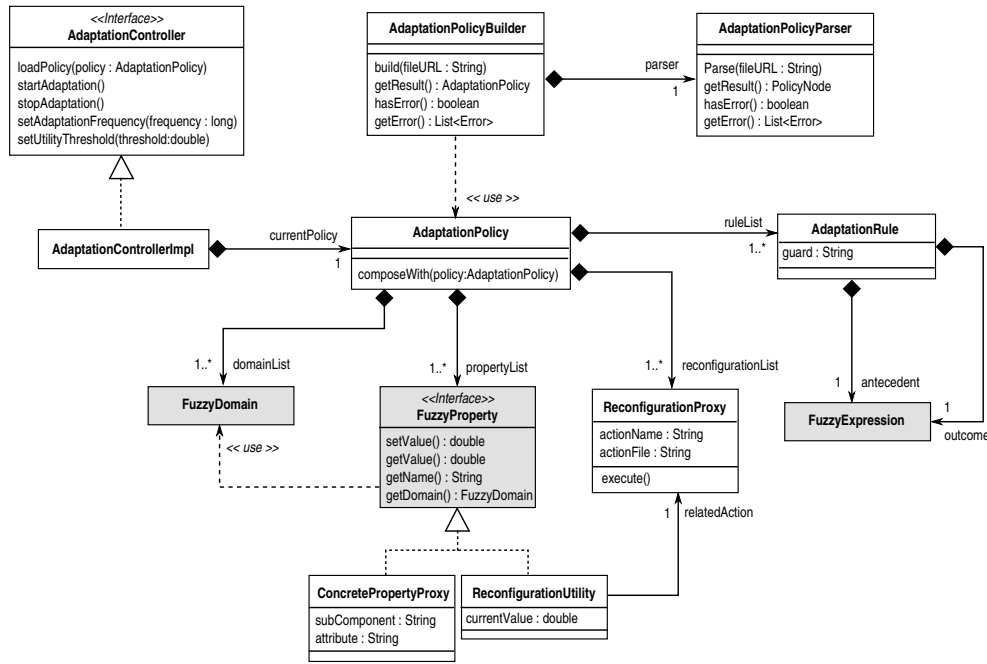 <<Interface>>
AdaptationController
loadPolicy(policy : AdaptationPolicy)
startAdaptation()
stopAdaptation()
setAdaptationFrequency(frequency : long)
setUtilityThreshold(threshold:double)
AdaptationPolicyBuilder
build(fileURL : String)
getResult() : AdaptationPolicy
hasError() : boolean
getError() : List<Error>
parser
1
AdaptationPolicyParser
Parse(fileURL : String)
getResult() : PolicyNode
hasError() : boolean
getError() : List<Error>
<< use >>
AdaptationControllerImpl
currentPolicy
1
AdaptationPolicy
composeWith(policy:AdaptationPolicy)
ruleList
1..*
AdaptationRule
guard : String
1..*
domainList
1..*
propertyList
1..*
reconfigurationList
1
antecedent
1
outcome
FuzzyDomain
<< use >>
<<Interface>>
FuzzyProperty
setValue() : double
getValue() : double
getName() : String
getDomain() : FuzzyDomain
ReconfigurationProxy
actionName : String
actionFile : String
execute()
FuzzyExpression
1
relatedAction
ConcretePropertyProxy
subComponent : String
attribute : String
ReconfigurationUtility
currentValue : double